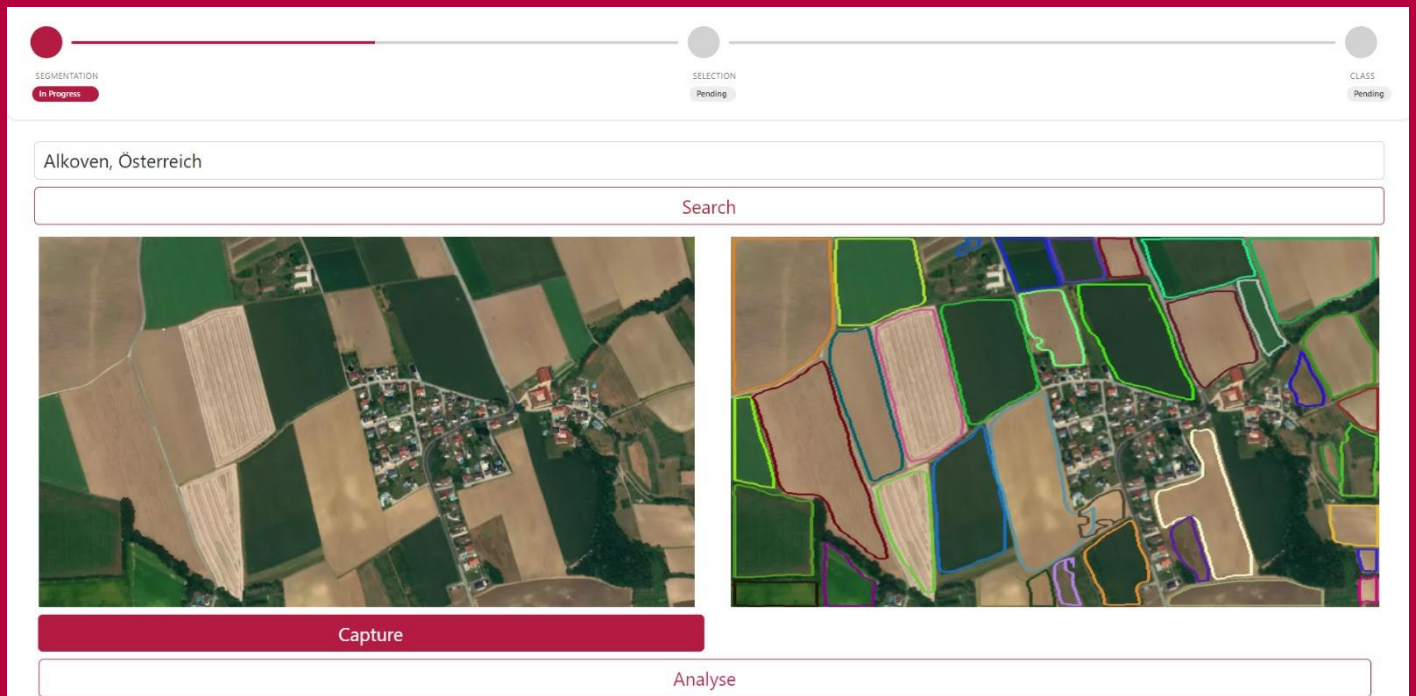 SEGMENTATION
In Progress
SELECTION
Pending
CLASS
Pending
Alkoven, Österreich
Search
Capture
Analyse